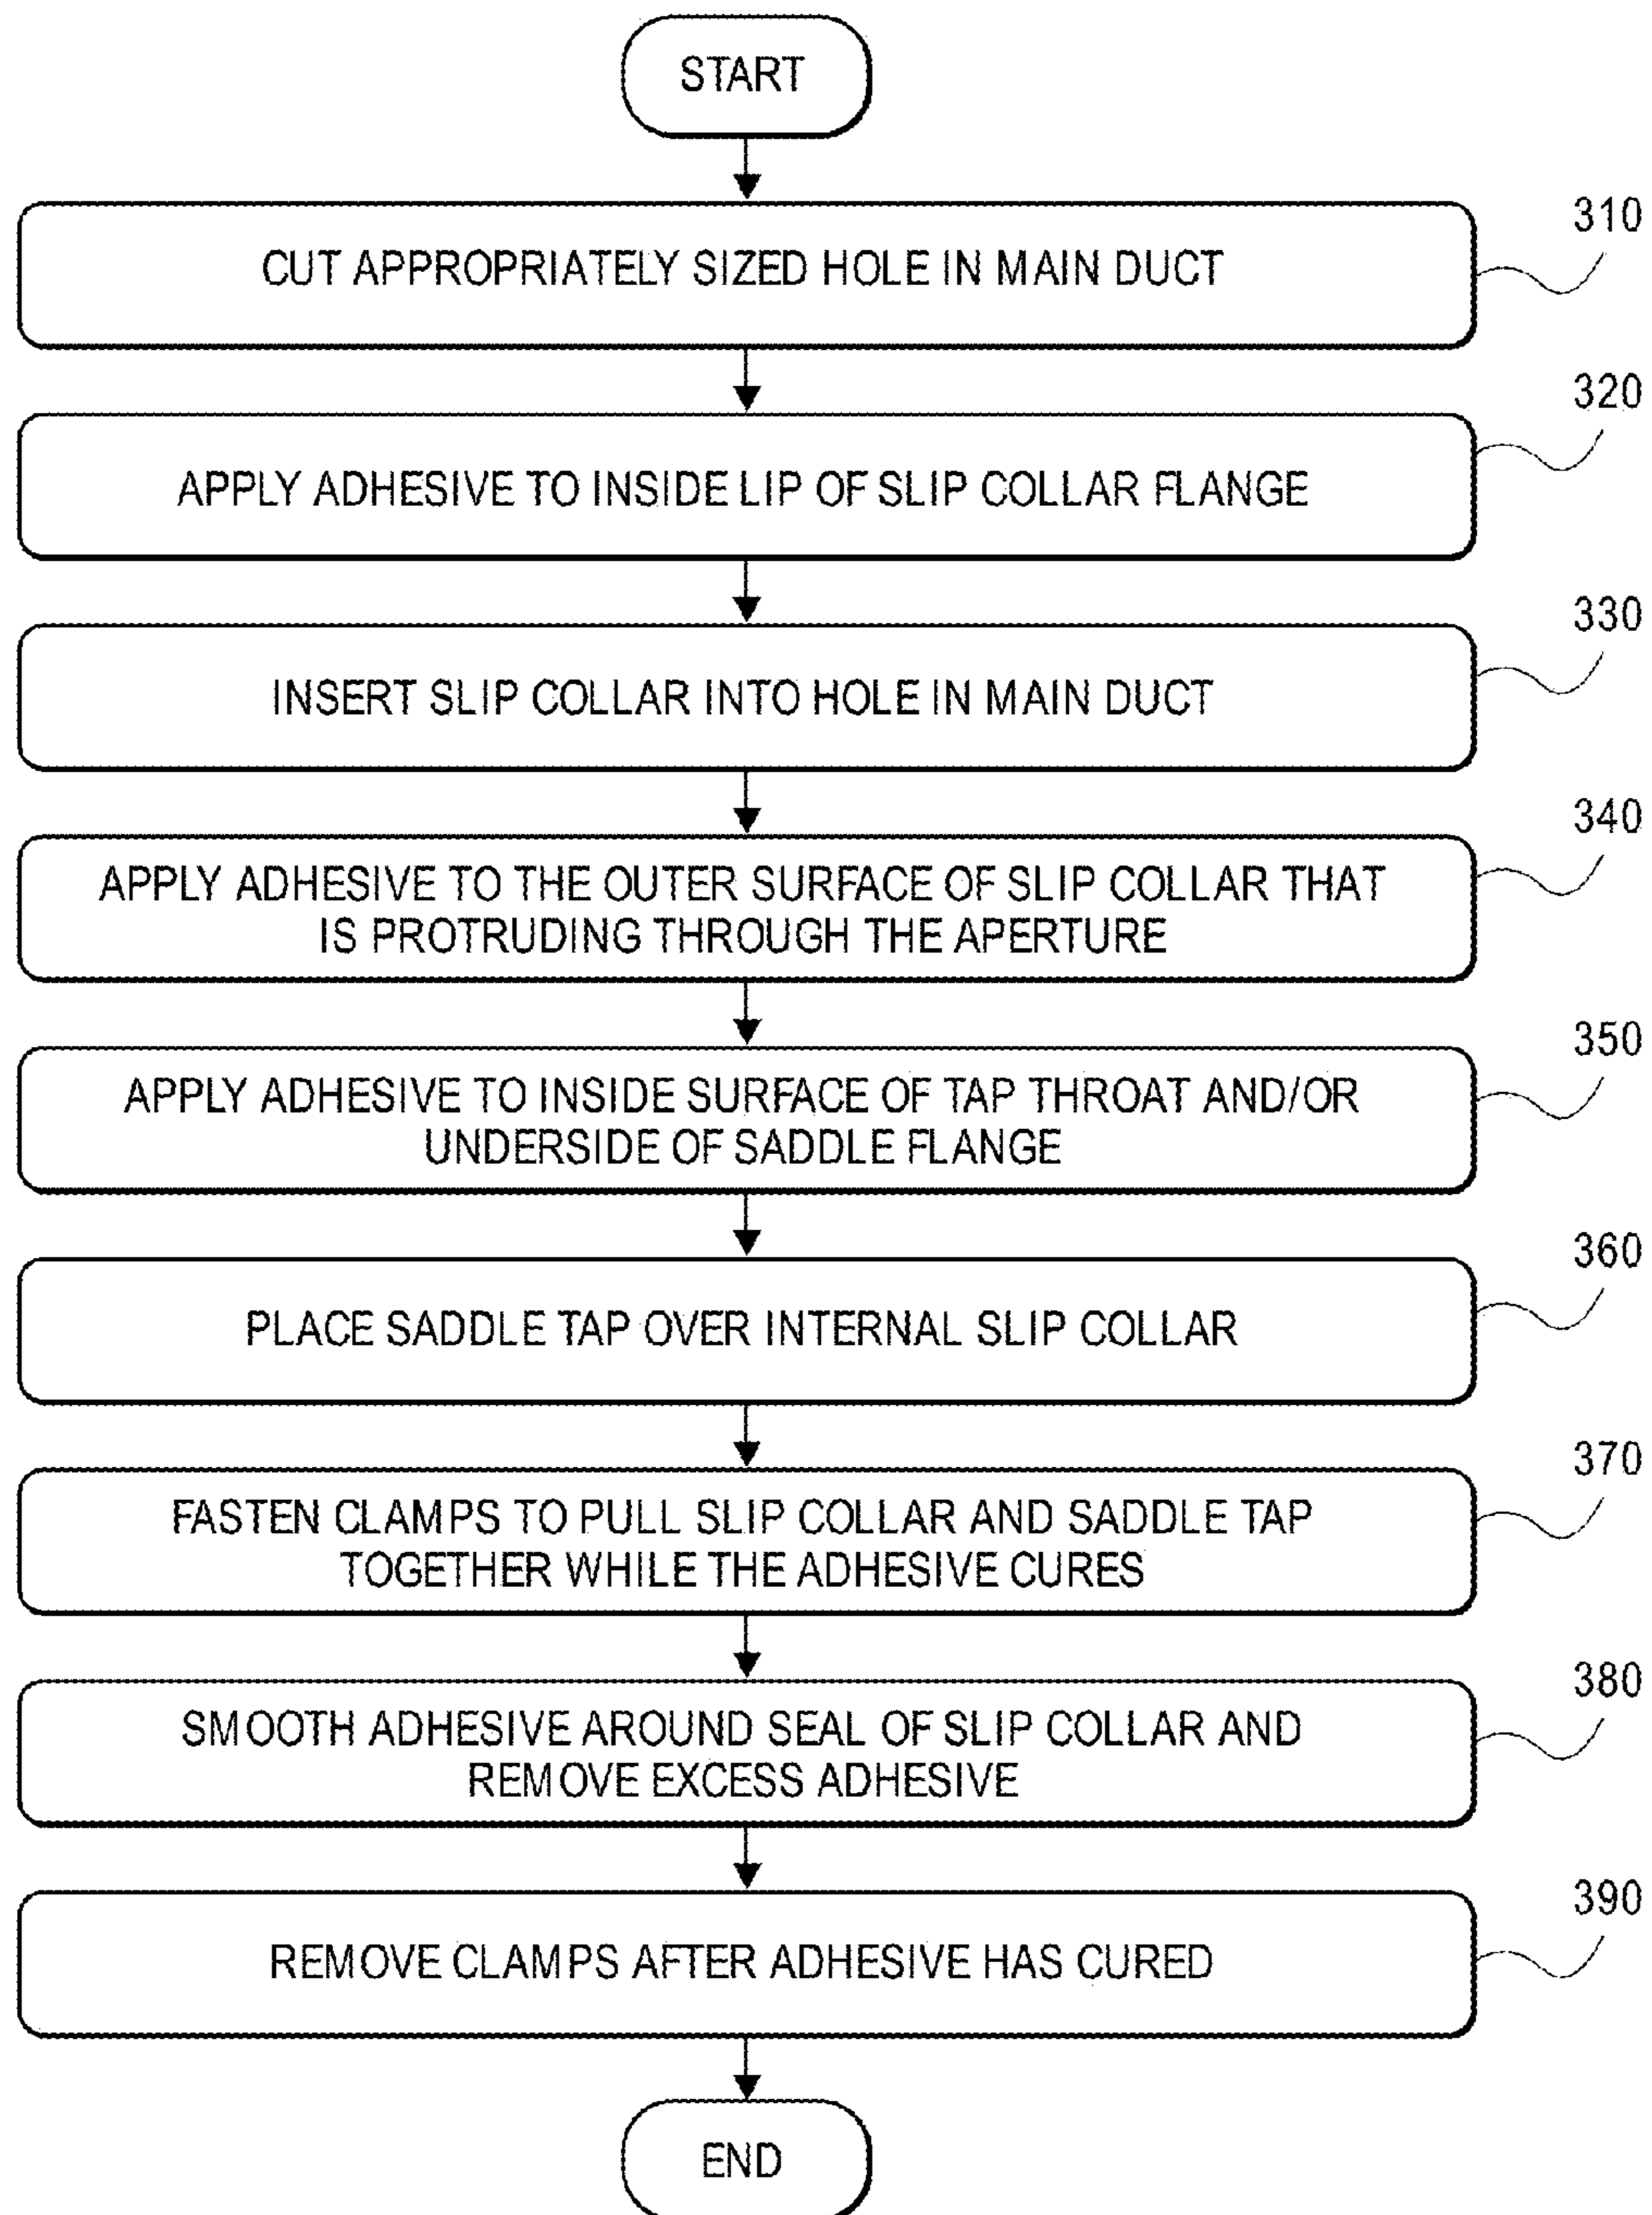 START
CUT APPROPRIATELY SIZED HOLE IN MAIN DUCT
310
APPLY ADHESIVE TO INSIDE LIP OF SLIP COLLAR FLANGE
320
INSERT SLIP COLLAR INTO HOLE IN MAIN DUCT
330
APPLY ADHESIVE TO THE OUTER SURFACE OF SLIP COLLAR THAT
IS PROTRUDING THROUGH THE APERTURE
340
APPLY ADHESIVE TO INSIDE SURFACE OF TAP THROAT AND/OR
UNDERSIDE OF SADDLE FLANGE
350
PLACE SADDLE TAP OVER INTERNAL SLIP COLLAR
360
FASTEN CLAMPS TO PULL SLIP COLLAR AND SADDLE TAP
TOGETHER WHILE THE ADHESIVE CURES
370
SMOOTH ADHESIVE AROUND SEAL OF SLIP COLLAR AND
REMOVE EXCESS ADHESIVE
380
REMOVE CLAMPS AFTER ADHESIVE HAS CURED
390
END